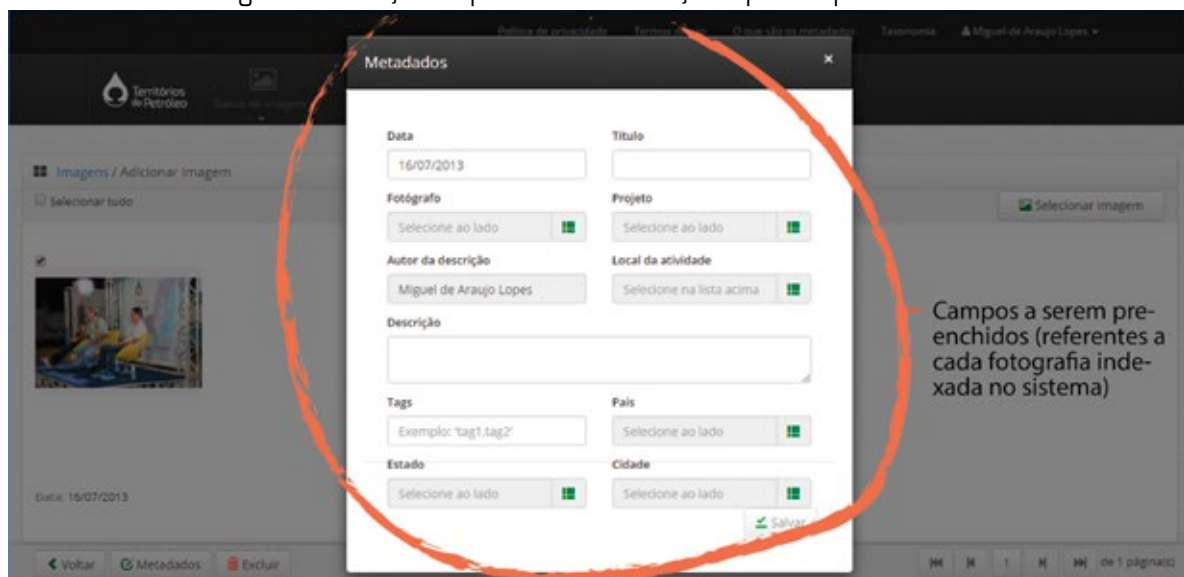 Política de privacidade Termos O que são os metadados Taxonomia Miguel de Araujo Lopes
Territórios
do Petróleo
Banco de Imagens
Imagens / Adicionar imagem
Selecionar tudo
Selecionar imagem
Data: 16/07/2013
Metadados
×
Data Título
16/07/2013
Fotógrafo Projeto
Selecione ao lado Selecione ao lado
Autor da descrição Local da atividade
Miguel de Araujo Lopes Selecione na lista acima
Descrição
Tags País
Exemplo: 'tag1,tag2' Selecione ao lado
Estado Cidade
Selecione ao lado Selecione ao lado
Salvar
Campos a serem pre-
enchidos (referentes a
cada fotografia inde-
xada no sistema)
Voltar Metadados Excluir 1 de 1 página(s)